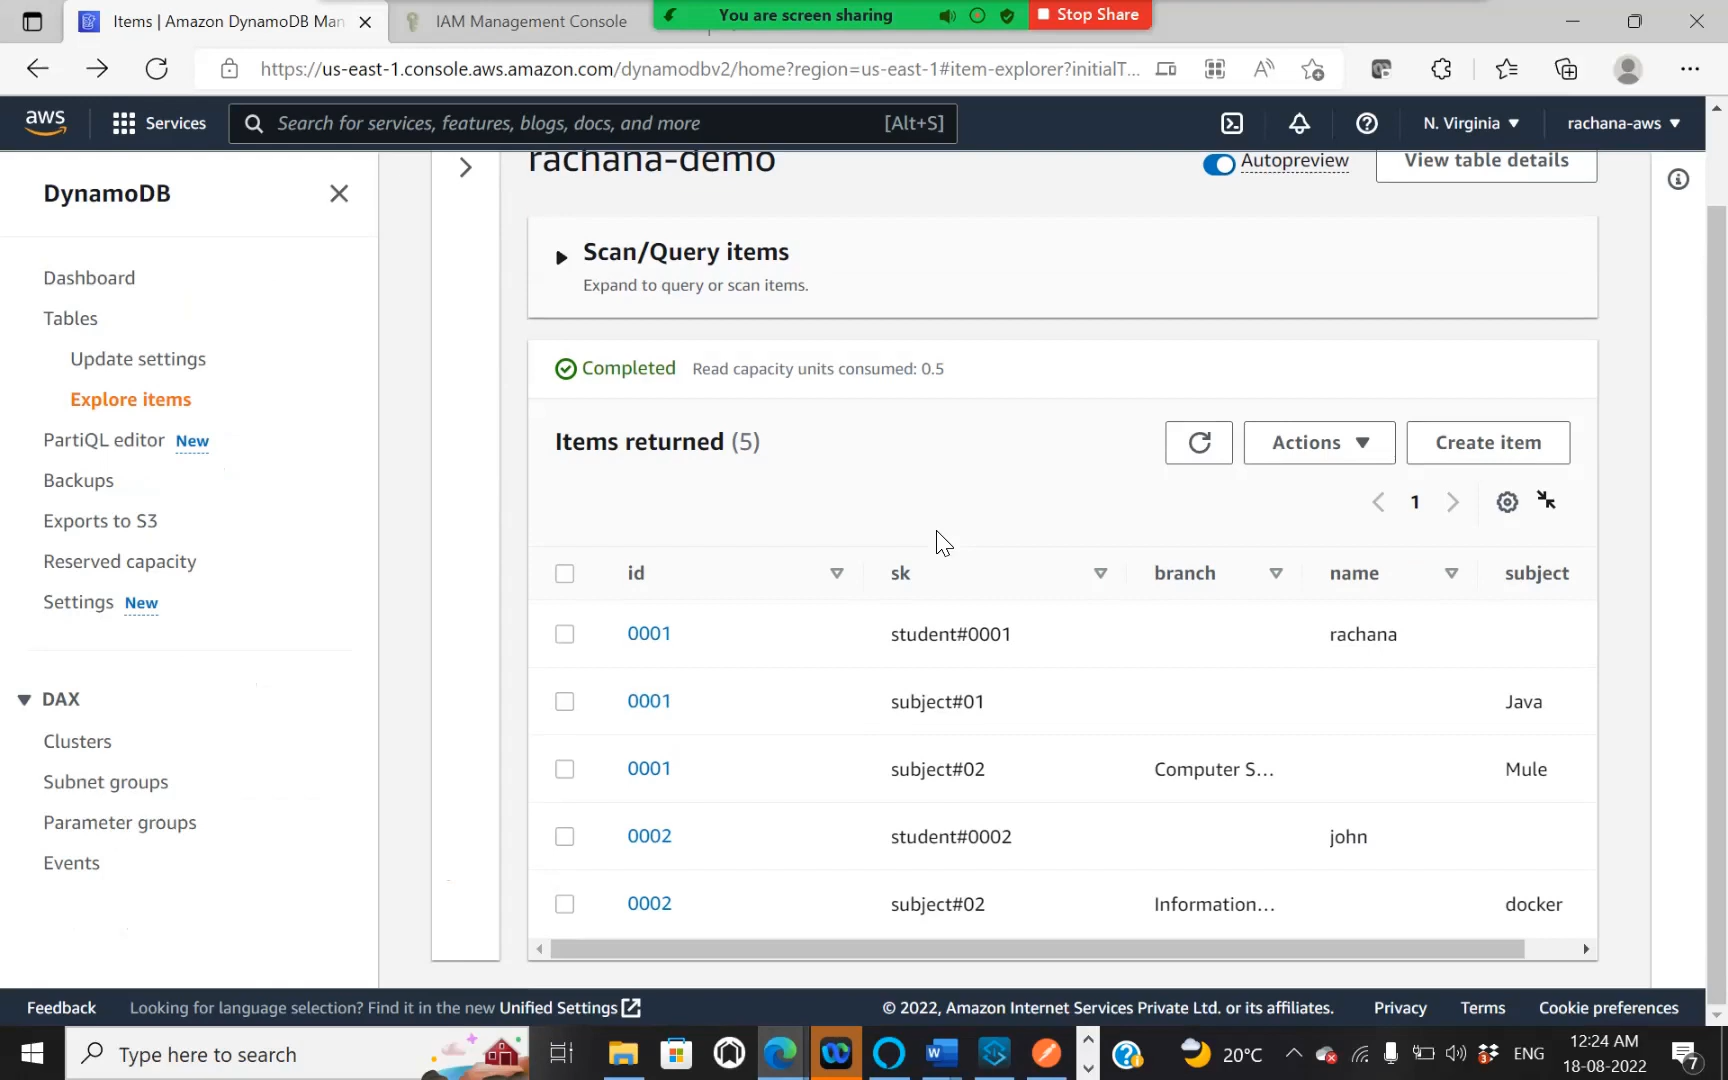 Items | Amazon DynamoDB Man
IAM Management Console
You are screen sharing
Stop Share
https://us-east-1.console.aws.amazon.com/dynamodbv2/home?region=us-east-1#item-explorer?initialT...
aws
Services
Search for services, features, blogs, docs, and more
[Alt+S]
N. Virginia
rachana-aws
DynamoDB
Dashboard
Tables
Update settings
Explore items
PartiQL editor New
Backups
Exports to S3
Reserved capacity
Settings New
DAX
Clusters
Subnet groups
Parameter groups
Events
rachana-demo
Autopreview
View table details
Scan/Query items
Expand to query or scan items.
Completed Read capacity units consumed: 0.5
Items returned (5)
Actions
Create item
1
id sk branch name subject
0001 student#0001 rachana
0001 subject#01 Java
0001 subject#02 Computer S... Mule
0002 student#0002 john
0002 subject#02 Information... docker
Feedback Looking for language selection? Find it in the new Unified Settings
© 2022, Amazon Internet Services Private Ltd. or its affiliates. Privacy Terms Cookie preferences
Type here to search
20°C
ENG
12:24 AM
18-08-2022
7